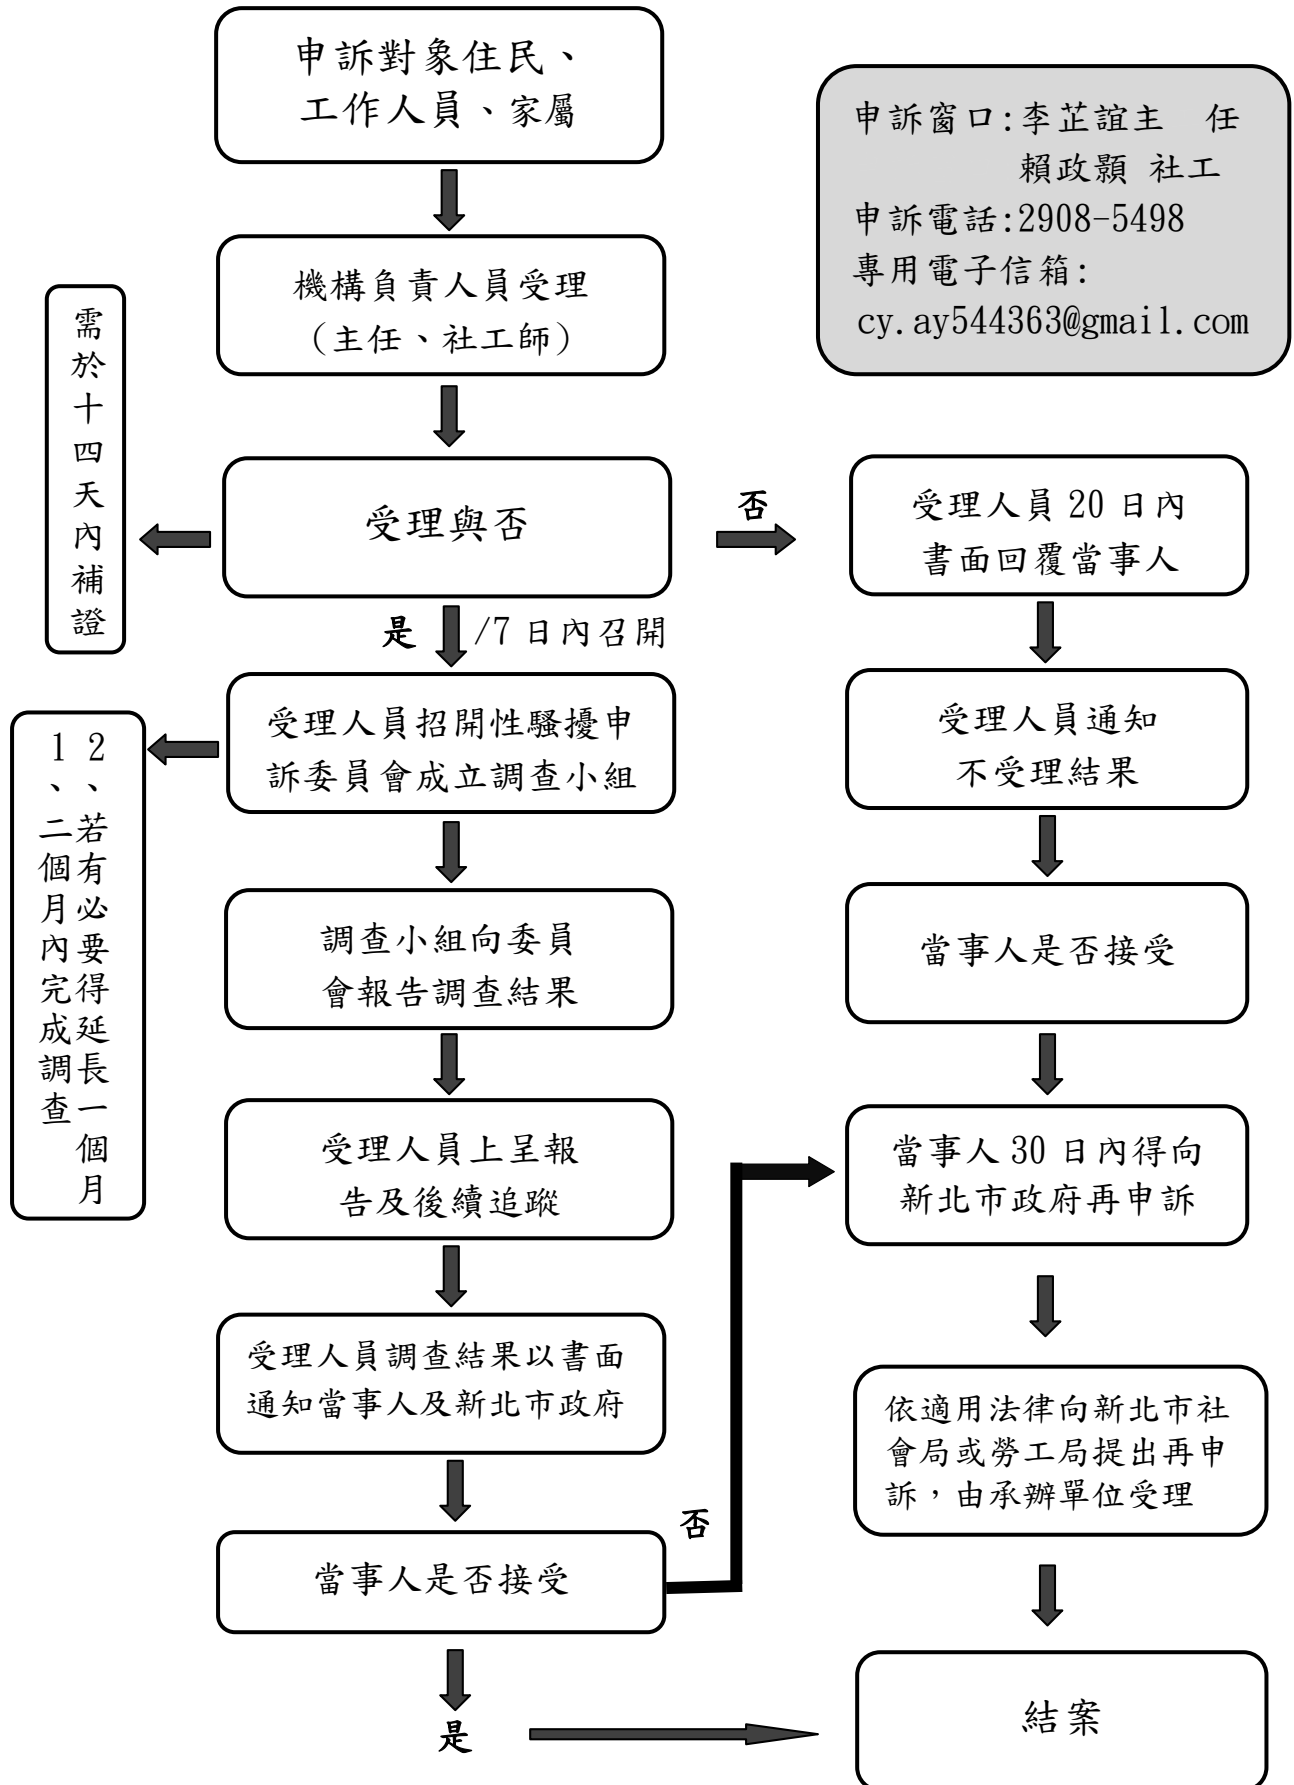 申訴對象住民、
工作人員、家屬
申訴窗口:李芷誼主　任
賴政顥 社工
申訴電話:2908-5498
專用電子信箱:
cy.ay544363@gmail.com
機構負責人員受理
(主任、社工師)
需於十四天內補證
受理與否
否
受理人員 20 日內
書面回覆當事人
是 /7 日內召開
受理人員招開性騷擾申
訴委員會成立調查小組
1、二個月內完成調查
2、若有必要得延長一個月
受理人員通知
不受理結果
調查小組向委員
會報告調查結果
當事人是否接受
受理人員上呈報
告及後續追蹤
當事人 30 日內得向
新北市政府再申訴
受理人員調查結果以書面
通知當事人及新北市政府
依適用法律向新北市社
會局或勞工局提出再申
訴，由承辦單位受理
否
當事人是否接受
是
結案